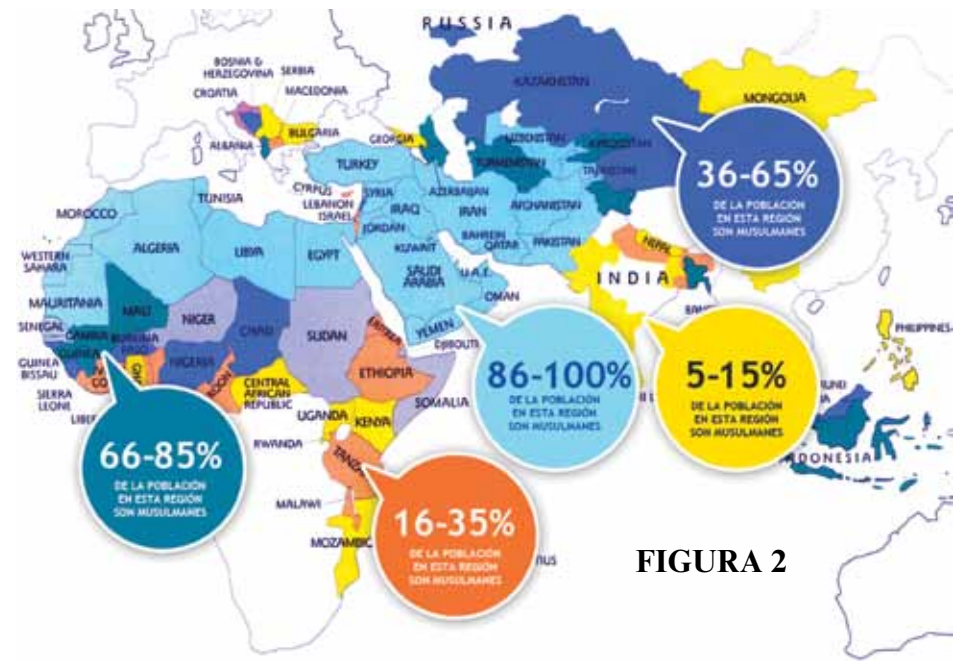 RUSSIA
KAZAKHSTAN
MONGOLIA
BOSNIA &
HERZEGOVINA
SERBIA
CROATIA
MACEDONIA
BULGARIA
ALBANIA
GEORGIA
UZBEKISTAN
KYRGYZSTAN
TURKMENISTAN
TAJIKISTAN
TURKEY
CYRPUS
LEBANON
ISRAEL
SYRIA
AZERBAIJAN
IRAQ
IRAN
AFGHANISTAN
JORDAN
KUWAIT
BAHREIN
QATAR
PAKISTAN
NEPAL
INDIA
TUNISIA
MOROCCO
ALGERIA
LIBYA
EGYPT
SAUDI
ARABIA
U.A.E.
OMAN
YEMEN
DJIBOUTI
WESTERN
SAHARA
MAURITANIA
MALI
NIGER
CHAD
SUDAN
ERITREA
SENEGAL
GAMBIA
BURKINA
FASO
GUINEA
GUINEA
BISSAU
SIERRA
LEONE
NIGERIA
CENTRAL
AFRICAN
REPUBLIC
ETHIOPIA
SOMALIA
UGANDA
KENYA
RWANDA
MALAWI
PHILIPPINES
36-65%
DE LA POBLACIÓN
EN ESTA REGIÓN
SON MUSULMANES
86-100%
DE LA POBLACIÓN
EN ESTA REGIÓN
SON MUSULMANES
5-15%
DE LA POBLACIÓN
EN ESTA REGIÓN
SON MUSULMANES
66-85%
DE LA POBLACIÓN
EN ESTA REGIÓN
SON MUSULMANES
16-35%
DE LA POBLACIÓN
EN ESTA REGIÓN
SON MUSULMANES
FIGURA 2